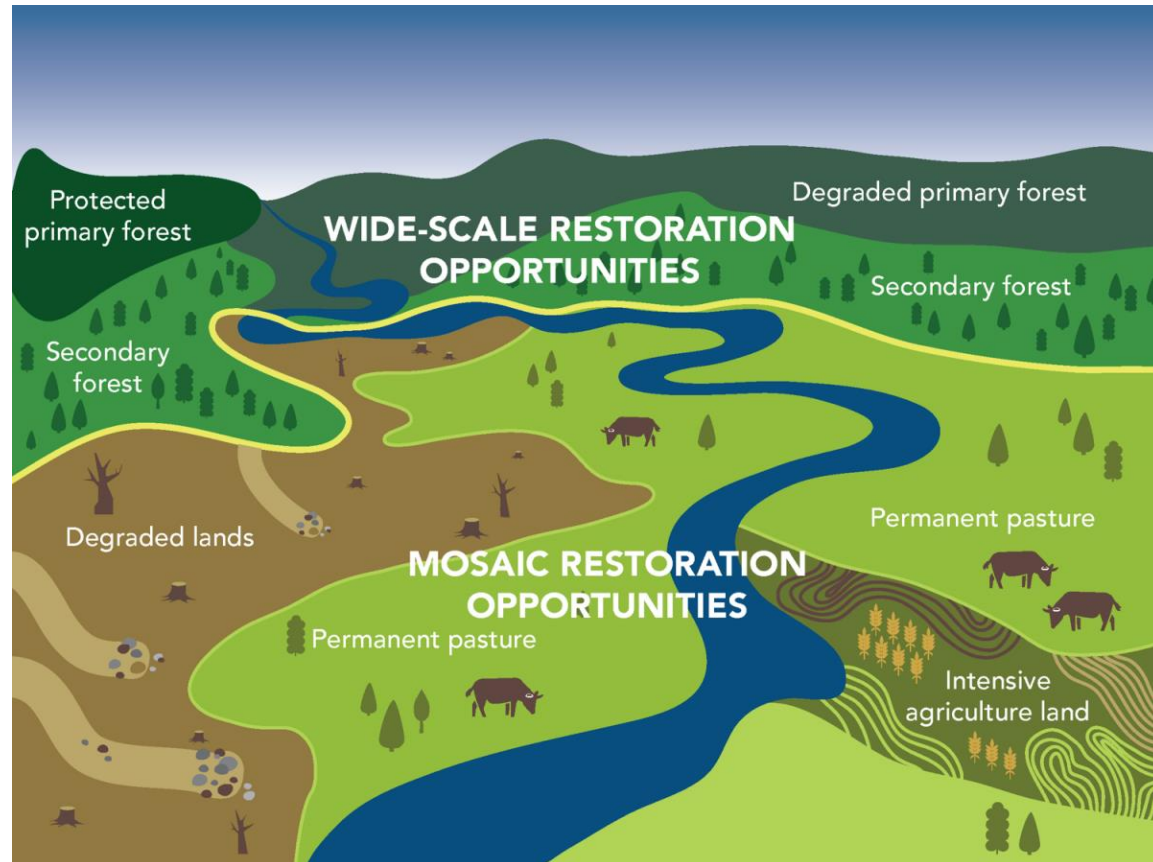 Protected
primary forest
Degraded primary forest
WIDE-SCALE RESTORATION
OPPORTUNITIES
Secondary forest
Secondary
forest
Degraded lands
Permanent pasture
MOSAIC RESTORATION
OPPORTUNITIES
Permanent pasture
Intensive
agriculture land